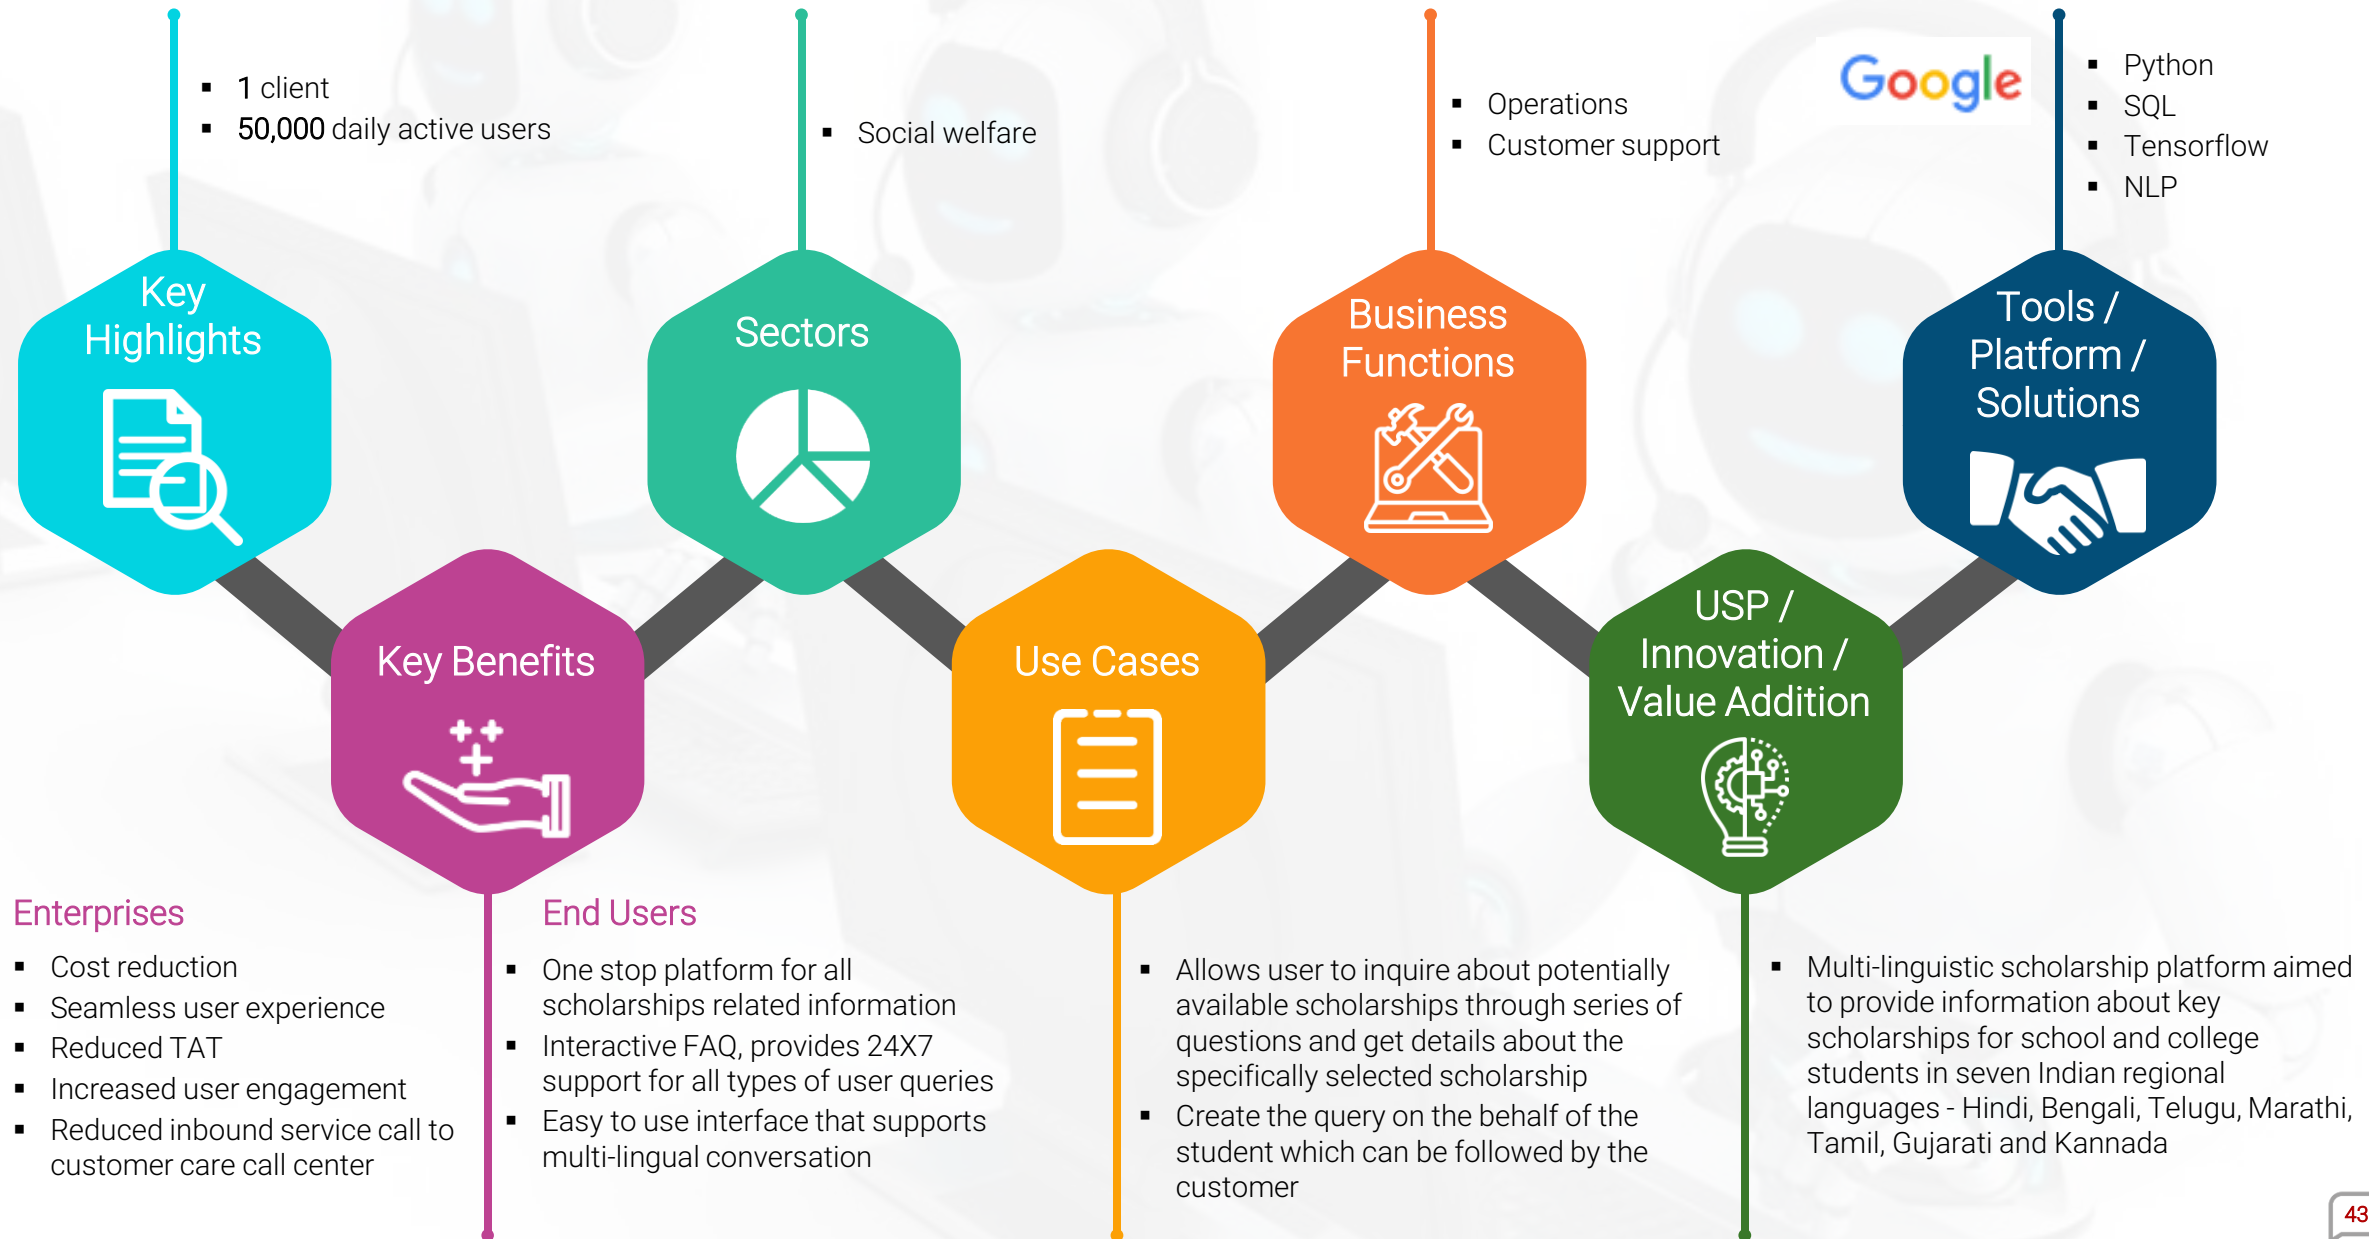 1 client
50,000 daily active users
Social welfare
Operations
Customer support
Google
Python
SQL
Tensorflow
NLP
Key
Highlights
Sectors
Business
Functions
Tools /
Platform /
Solutions
Key Benefits
Use Cases
USP /
Innovation /
Value Addition
Enterprises
Cost reduction
Seamless user experience
Reduced TAT
Increased user engagement
Reduced inbound service call to
customer care call center
End Users
One stop platform for all
scholarships related information
Interactive FAQ, provides 24X7
support for all types of user queries
Easy to use interface that supports
multi-lingual conversation
Allows user to inquire about potentially
available scholarships through series of
questions and get details about the
specifically selected scholarship
Create the query on the behalf of the
student which can be followed by the
customer
Multi-linguistic scholarship platform aimed
to provide information about key
scholarships for school and college
students in seven Indian regional
languages - Hindi, Bengali, Telugu, Marathi,
Tamil, Gujarati and Kannada
43